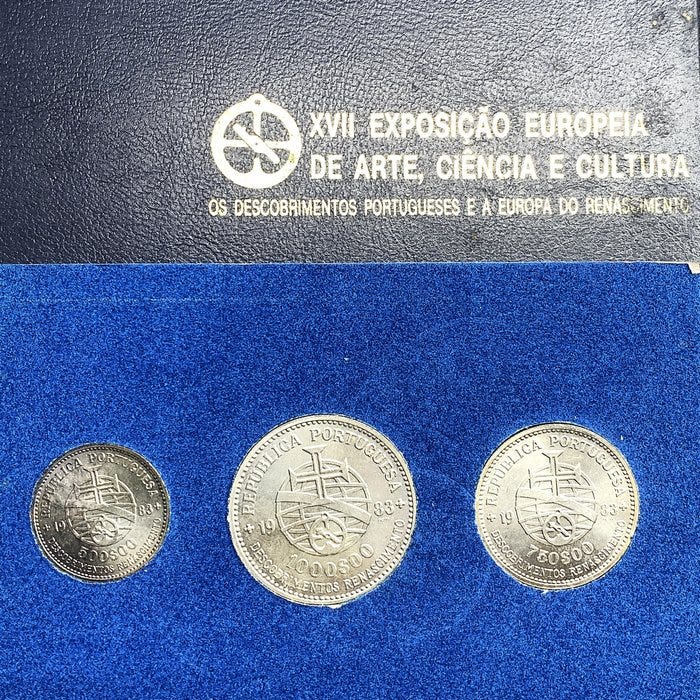 XVII EXPOSIÇÃO EUROPEIA
DE ARTE, CIÊNCIA E CULTURA
OS DESCOBRIMENTOS PORTUGUESES E A EUROPA DO RENASCIMENTO
REPUBLICA PORTUGUESA
19 83
500$00
DESCOBRIMENTOS RENASCIMENTO
REPUBLICA PORTUGUESA
19 83
1000$00
DESCOBRIMENTOS RENASCIMENTO
REPUBLICA PORTUGUESA
19 83
750$00
DESCOBRIMENTOS RENASCIMENTO